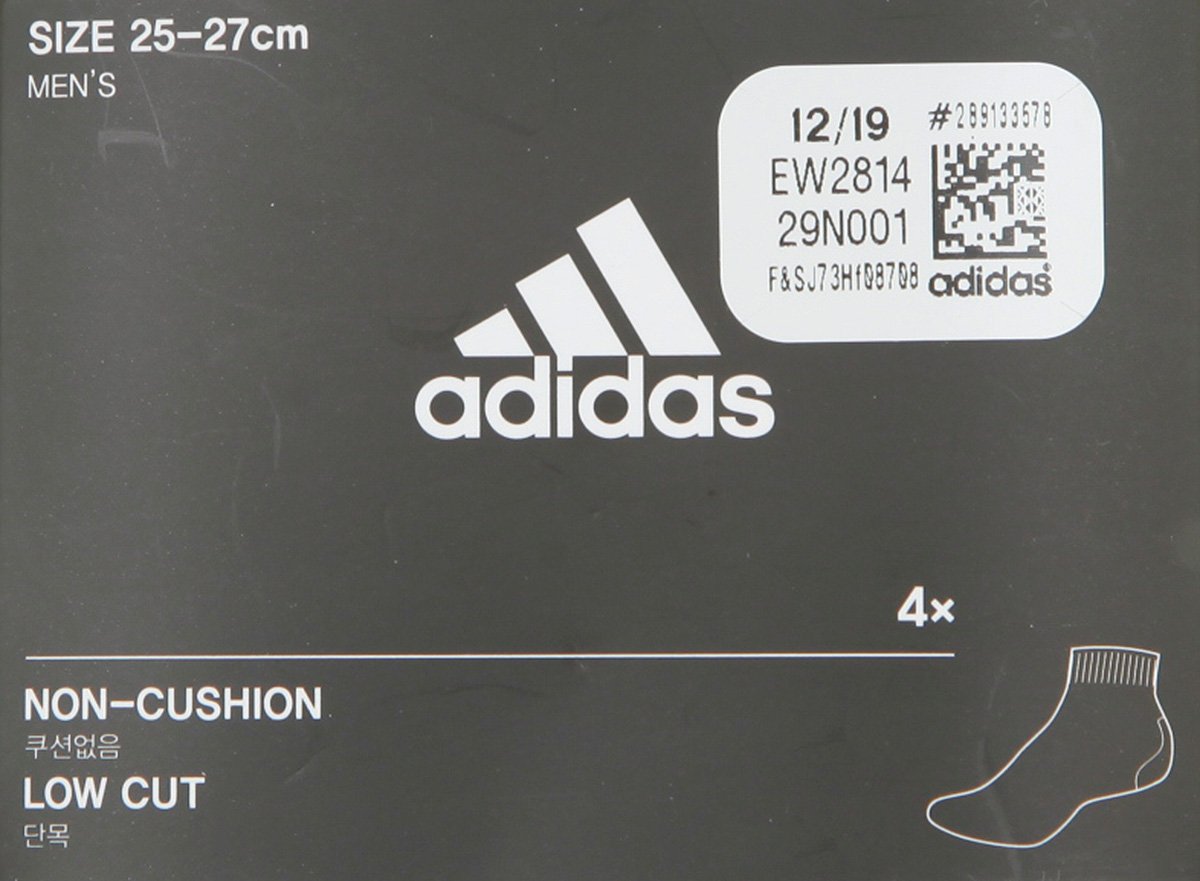 SIZE 25-27cm
MEN'S
12/19
#289133578
EW2814
29N001
F&SJ73Hf08708
adidas
adidas
4×
NON-CUSHION
쿠션없음
LOW CUT
단목